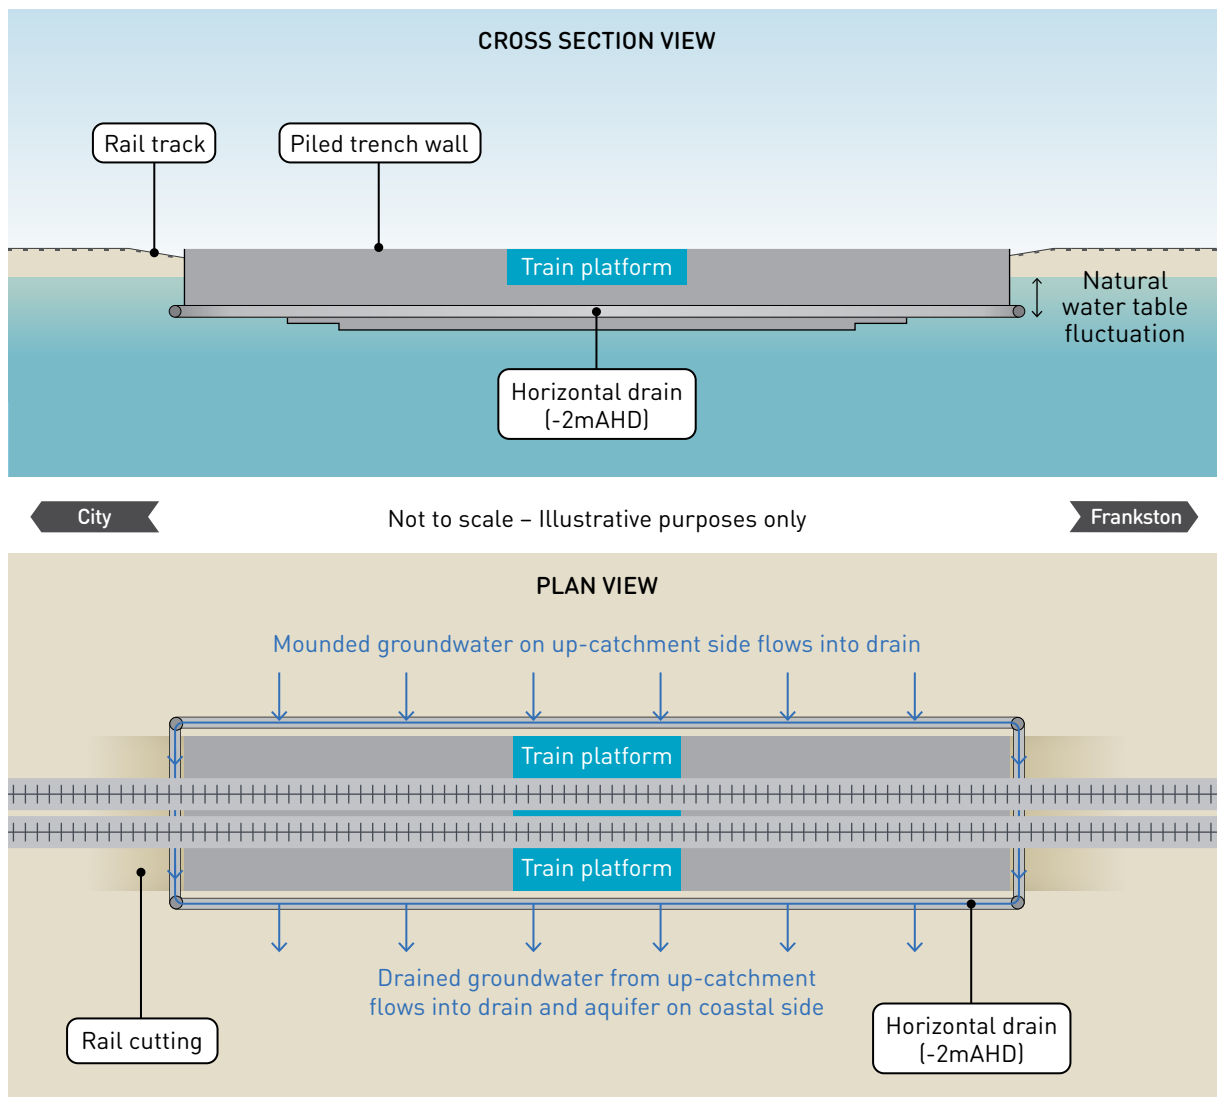 CROSS SECTION VIEW
Rail track
Piled trench wall
Train platform
Natural
water table
fluctuation
Horizontal drain
(-2mAHD)
City
Not to scale – Illustrative purposes only
Frankston
PLAN VIEW
Mounded groundwater on up-catchment side flows into drain
Train platform
Train platform
Drained groundwater from up-catchment
flows into drain and aquifer on coastal side
Rail cutting
Horizontal drain
(-2mAHD)